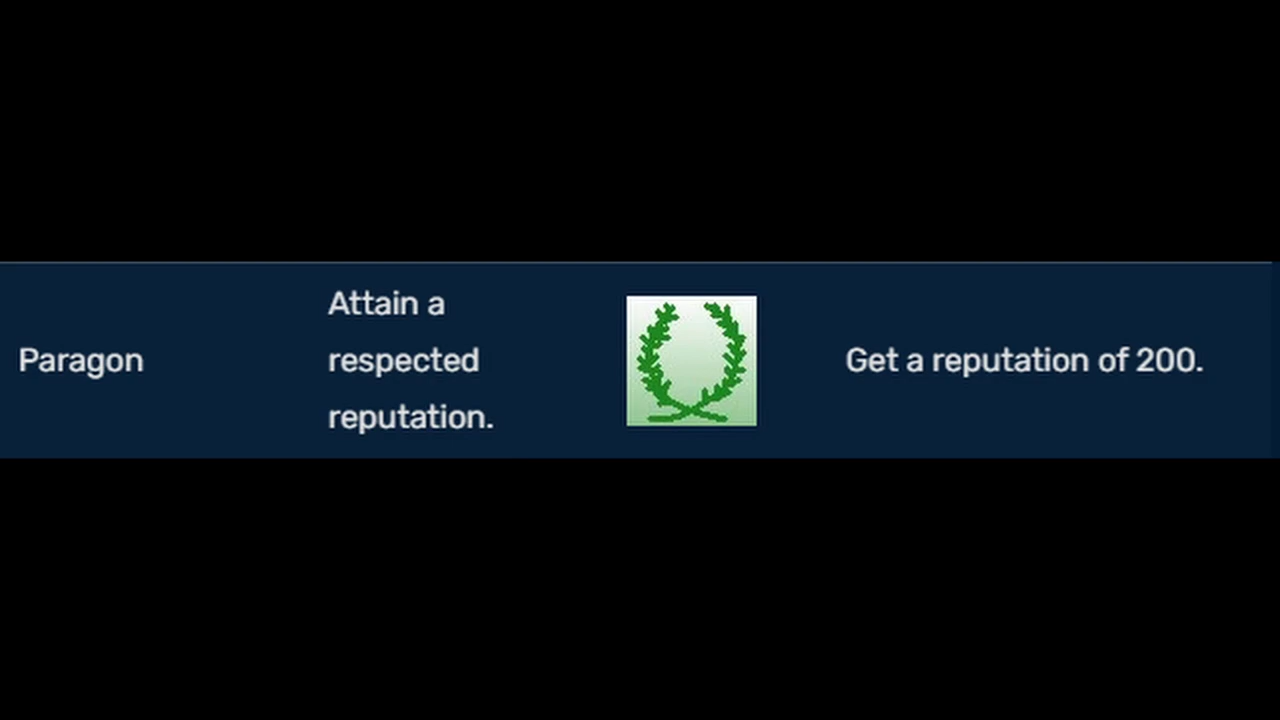 Paragon
Attain a
respected
reputation.
Get a reputation of 200.